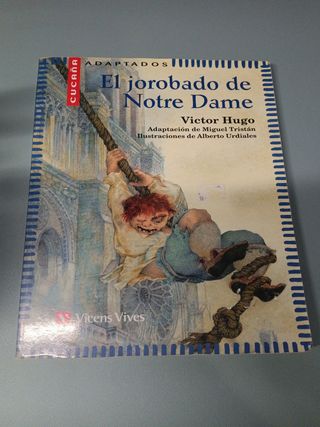 CUCAÑA
ADAPTADOS
El jorobado de
Notre Dame
Victor Hugo
Adaptación de Miguel Tristán
Ilustraciones de Alberto Urdiales
Vicens Vives